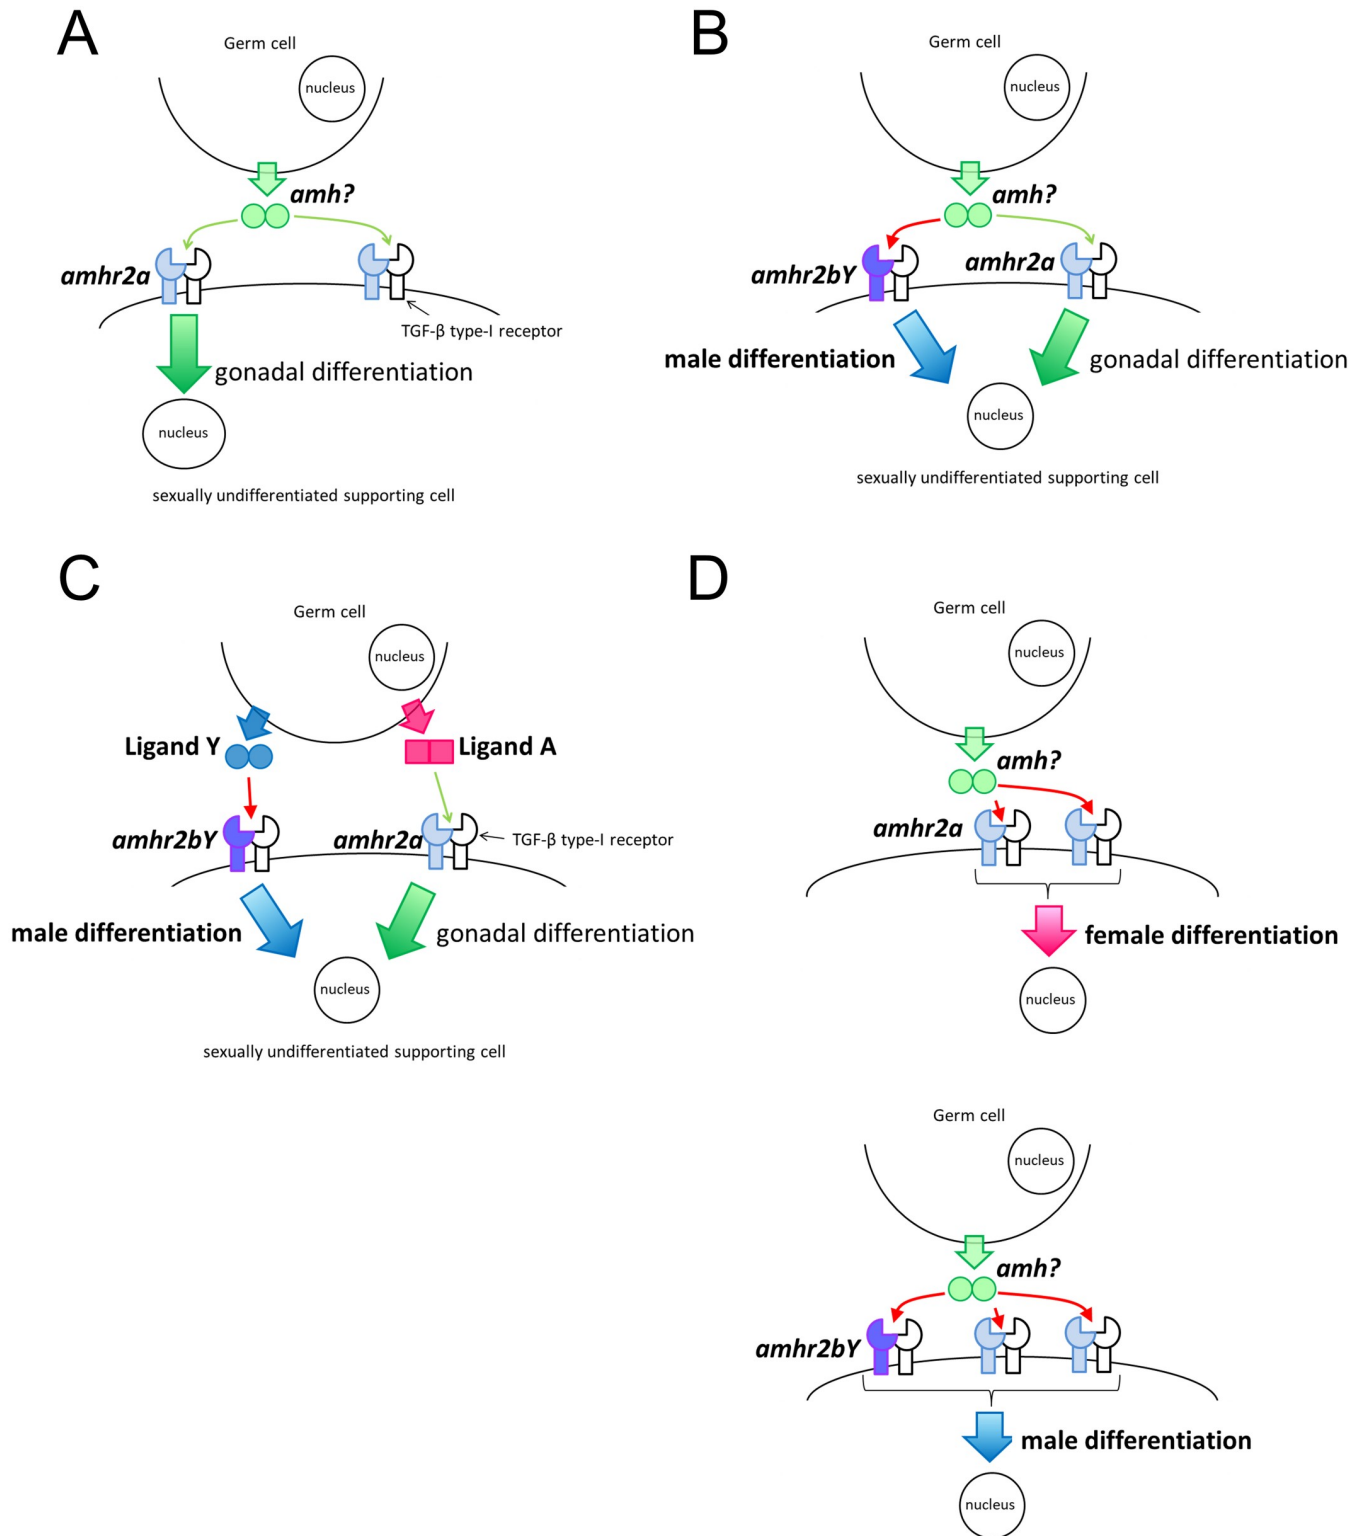 A
Germ cell
nucleus
amh?
amhr2a
TGF-β type-I receptor
gonadal differentiation
nucleus
sexually undifferentiated supporting cell
B
Germ cell
nucleus
amh?
amhr2bY
amhr2a
male differentiation
gonadal differentiation
nucleus
sexually undifferentiated supporting cell
C
Germ cell
nucleus
Ligand Y
Ligand A
amhr2bY
amhr2a
TGF-β type-I receptor
male differentiation
gonadal differentiation
nucleus
sexually undifferentiated supporting cell
D
Germ cell
nucleus
amh?
amhr2a
female differentiation
nucleus
Germ cell
nucleus
amh?
amhr2bY
male differentiation
nucleus